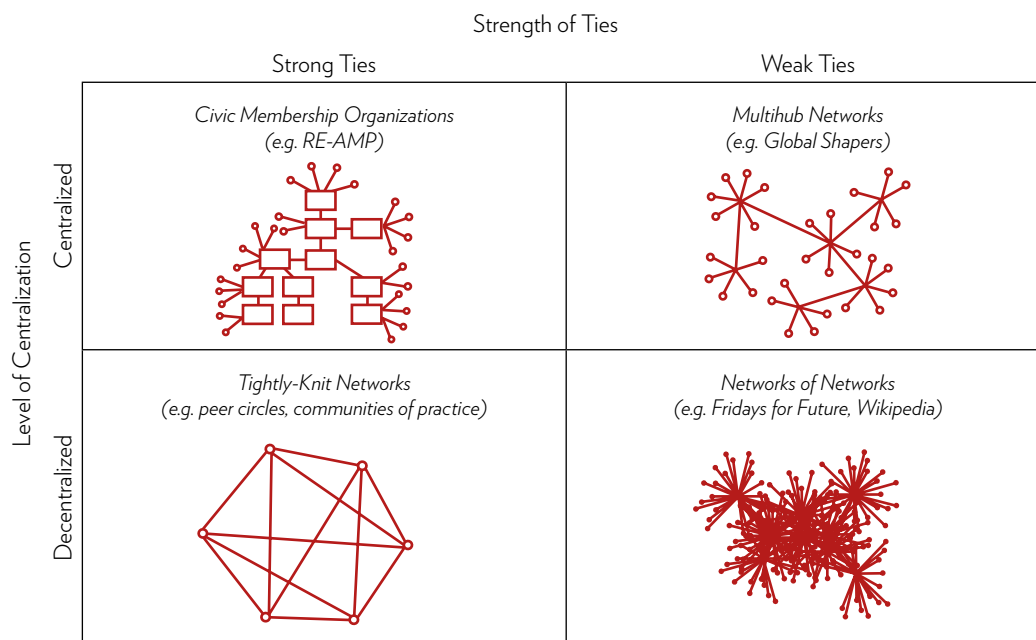 Strength of Ties
Strong Ties
Weak Ties
Level of Centralization
Centralized
Civic Membership Organizations
(e.g. RE-AMP)
Multihub Networks
(e.g. Global Shapers)
Decentralized
Tightly-Knit Networks
(e.g. peer circles, communities of practice)
Networks of Networks
(e.g. Fridays for Future, Wikipedia)